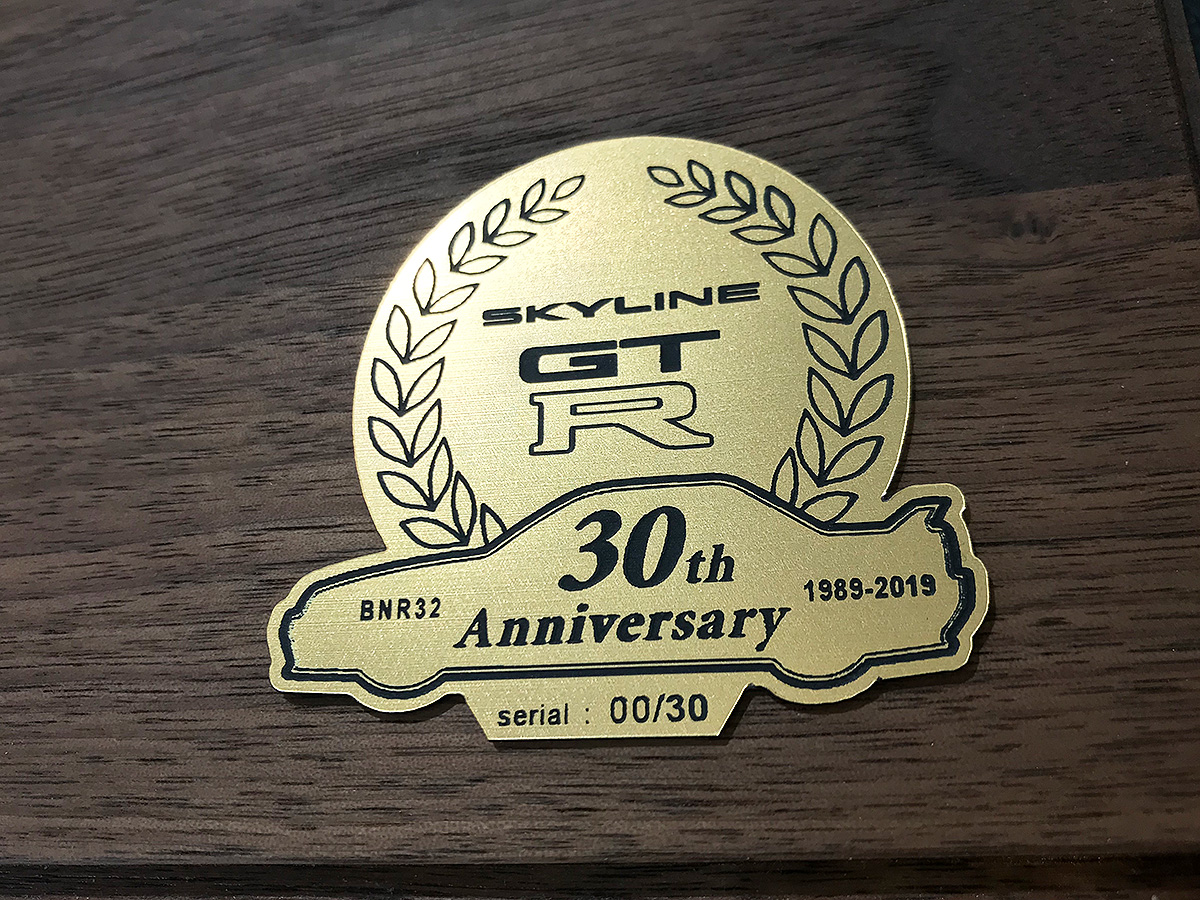 SKYLINE
GT
R
30th
BNR32 Anniversary 1989-2019
serial : 00/30